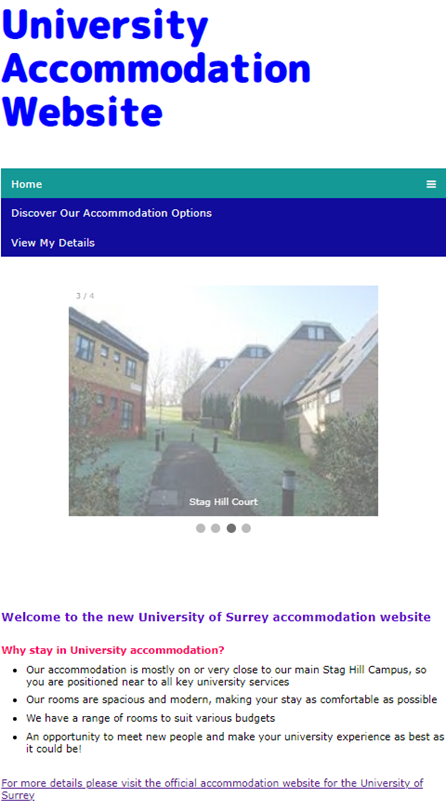 University
Accommodation
Website
Home
Discover Our Accommodation Options
View My Details
3 / 4
Stag Hill Court
Welcome to the new University of Surrey accommodation website
Why stay in University accommodation?
Our accommodation is mostly on or very close to our main Stag Hill Campus, so
you are positioned near to all key university services
Our rooms are spacious and modern, making your stay as comfortable as possible
We have a range of rooms to suit various budgets
An opportunity to meet new people and make your university experience as best as
it could be!
For more details please visit the official accommodation website for the University of
Surrey